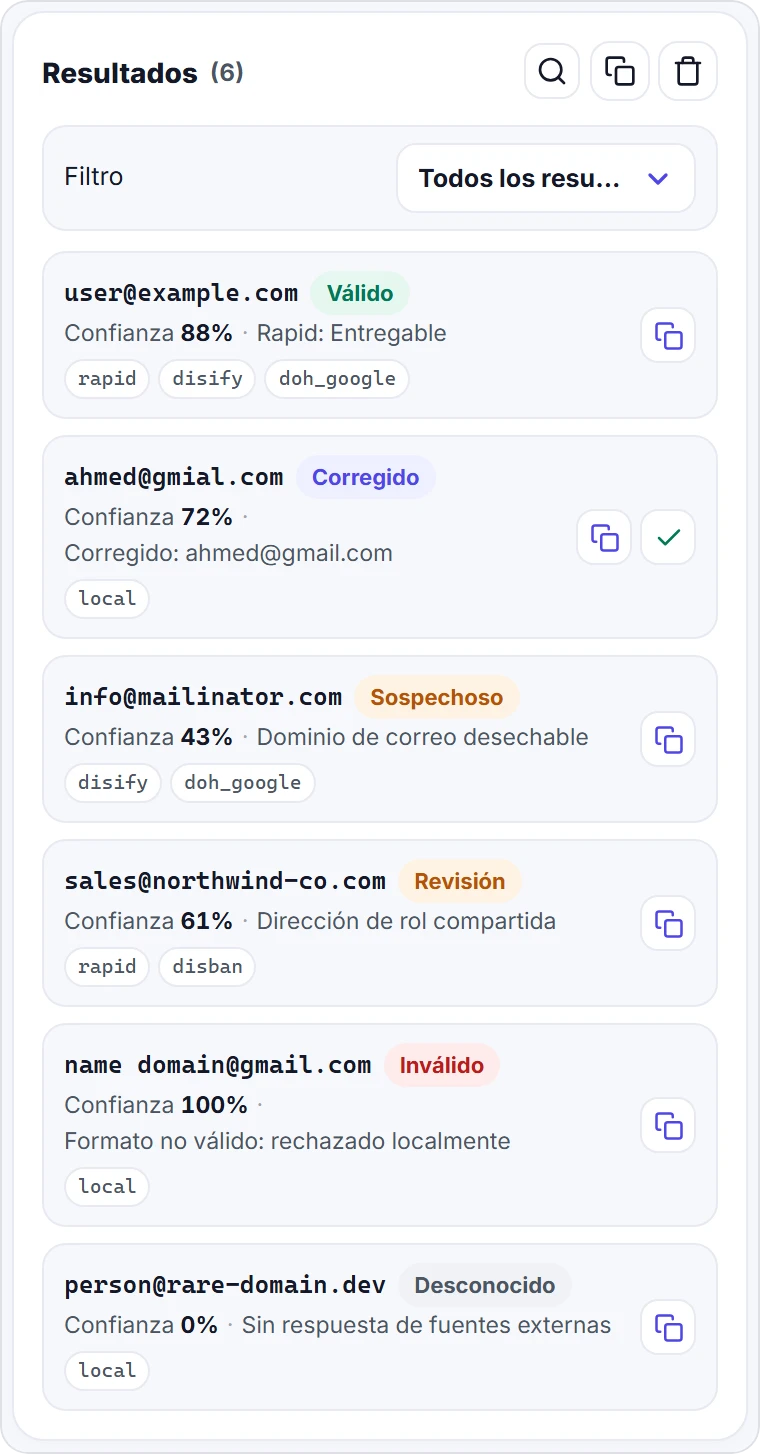 Resultados (6)
Filtro
Todos los resu...
user@example.com Válido
Confianza 88% · Rapid: Entregable
rapid disify doh_google
ahmed@gmial.com Corregido
Confianza 72% ·
Corregido: ahmed@gmail.com
local
info@mailinator.com Sospechoso
Confianza 43% · Dominio de correo desechable
disify doh_google
sales@northwind-co.com Revisión
Confianza 61% · Dirección de rol compartida
rapid disban
name domain@gmail.com Inválido
Confianza 100% ·
Formato no válido: rechazado localmente
local
person@rare-domain.dev Desconocido
Confianza 0% · Sin respuesta de fuentes externas
local